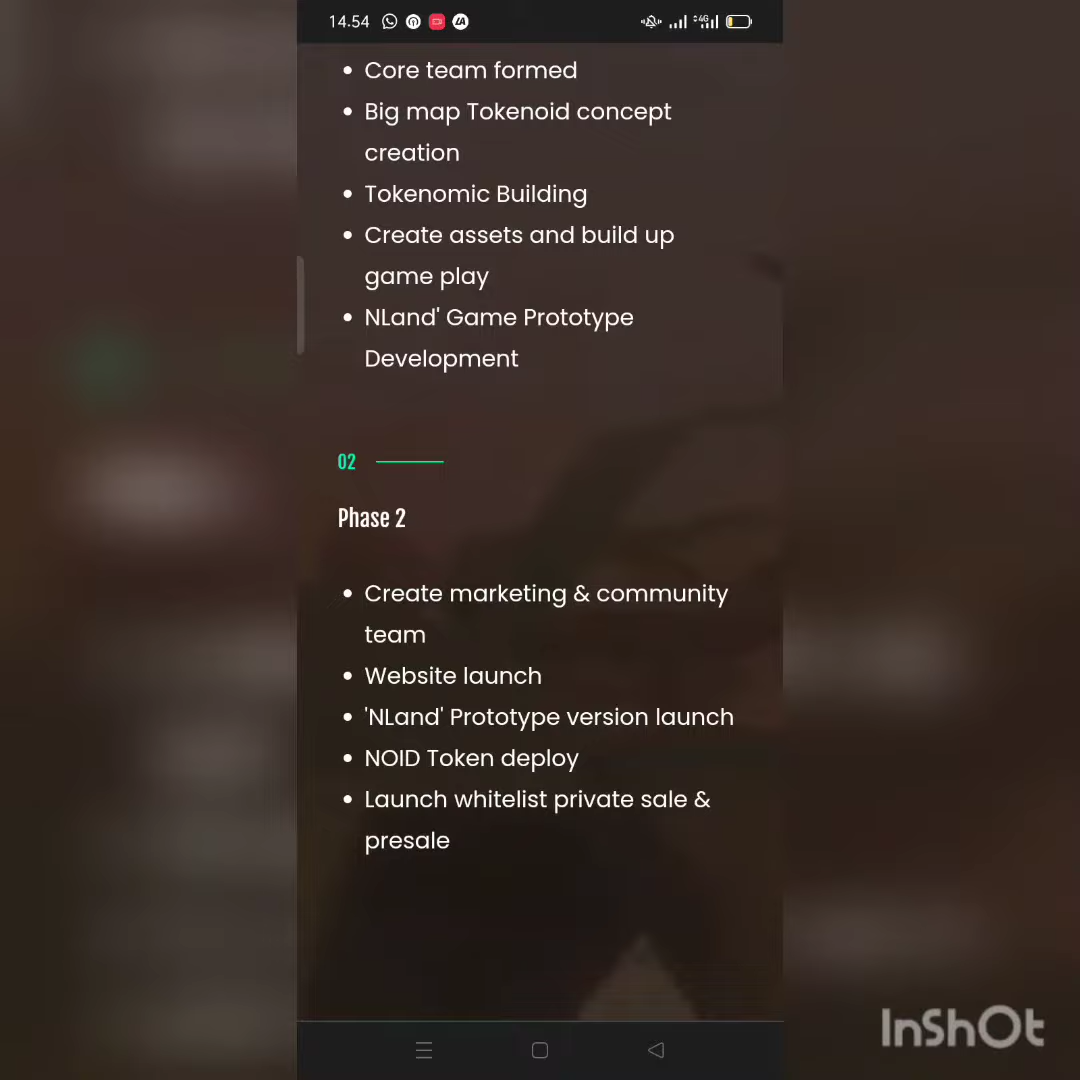 14.54
4G
• Core team formed
• Big map Tokenoid concept
creation
• Tokenomic Building
• Create assets and build up
game play
• NLand' Game Prototype
Development
02
Phase 2
• Create marketing & community
team
• Website launch
• 'NLand' Prototype version launch
• NOID Token deploy
• Launch whitelist private sale &
presale
InShOt